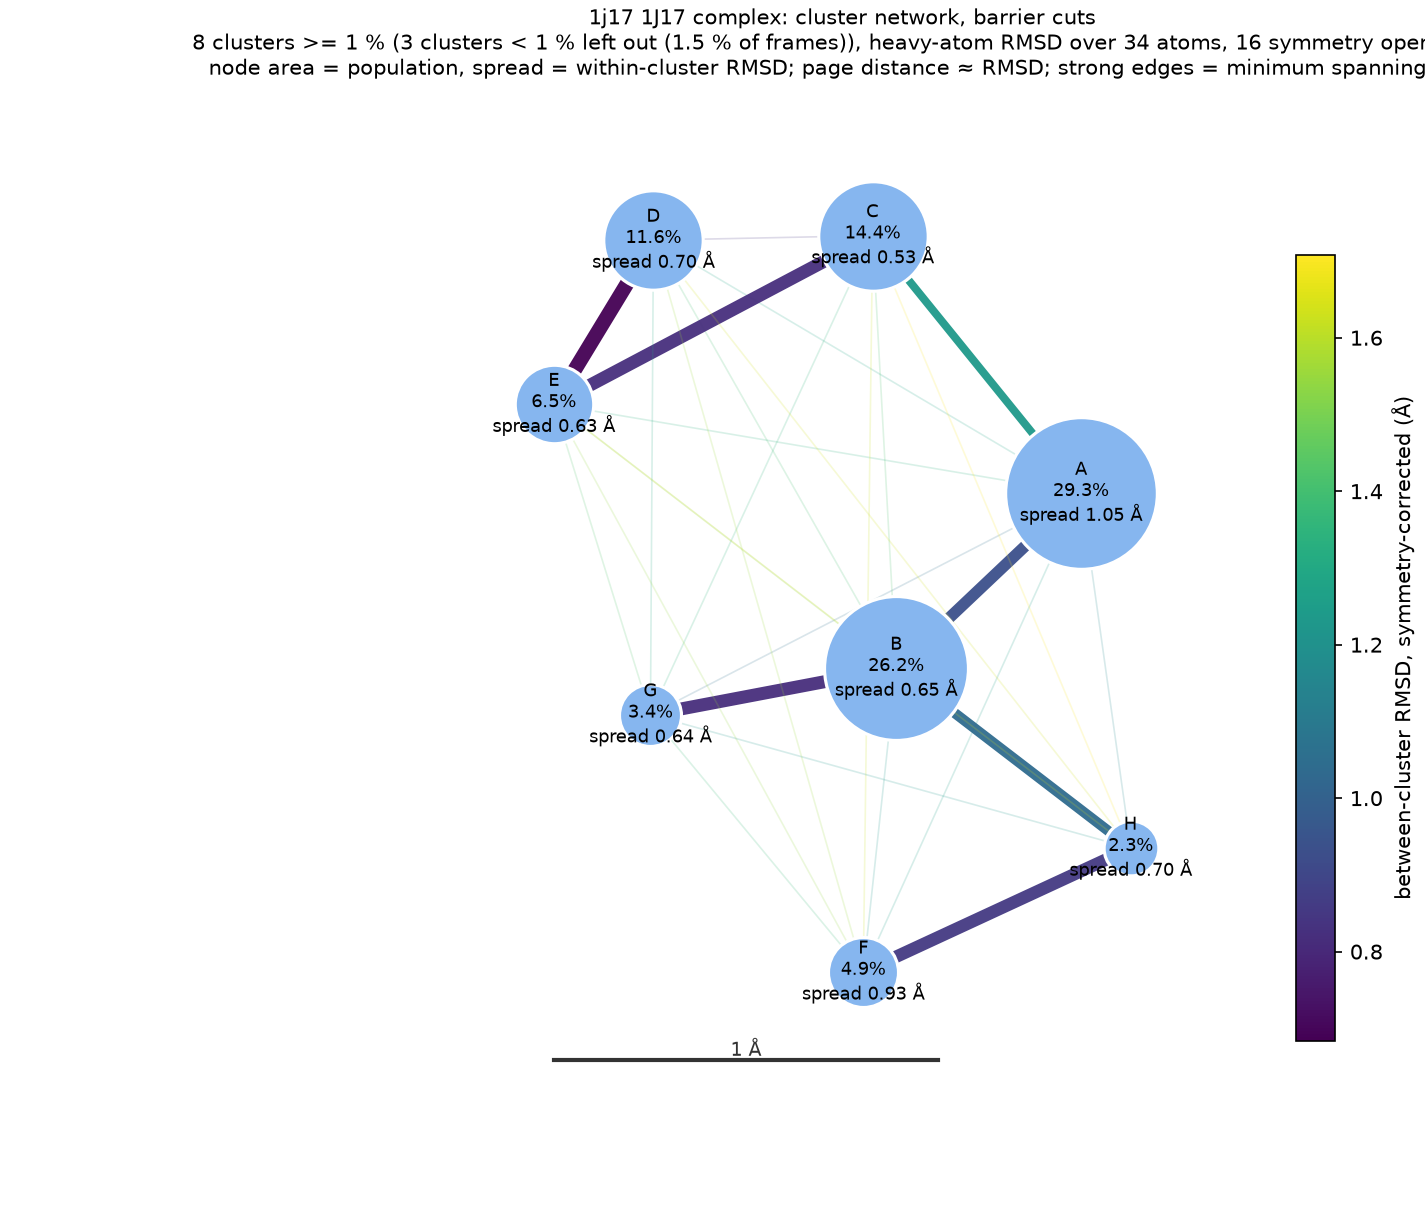 1j17 1J17 complex: cluster network, barrier cuts
8 clusters >= 1 % (3 clusters < 1 % left out (1.5 % of frames)), heavy-atom RMSD over 34 atoms, 16 symmetry oper
node area = population, spread = within-cluster RMSD; page distance ≈ RMSD; strong edges = minimum spanning
D
11.6%
spread 0.70 Å
C
14.4%
spread 0.53 Å
E
6.5%
spread 0.63 Å
A
29.3%
spread 1.05 Å
B
26.2%
spread 0.65 Å
G
3.4%
spread 0.64 Å
H
2.3%
spread 0.70 Å
F
4.9%
spread 0.93 Å
1 Å
1.6
1.4
1.2
1.0
0.8
between-cluster RMSD, symmetry-corrected (Å)